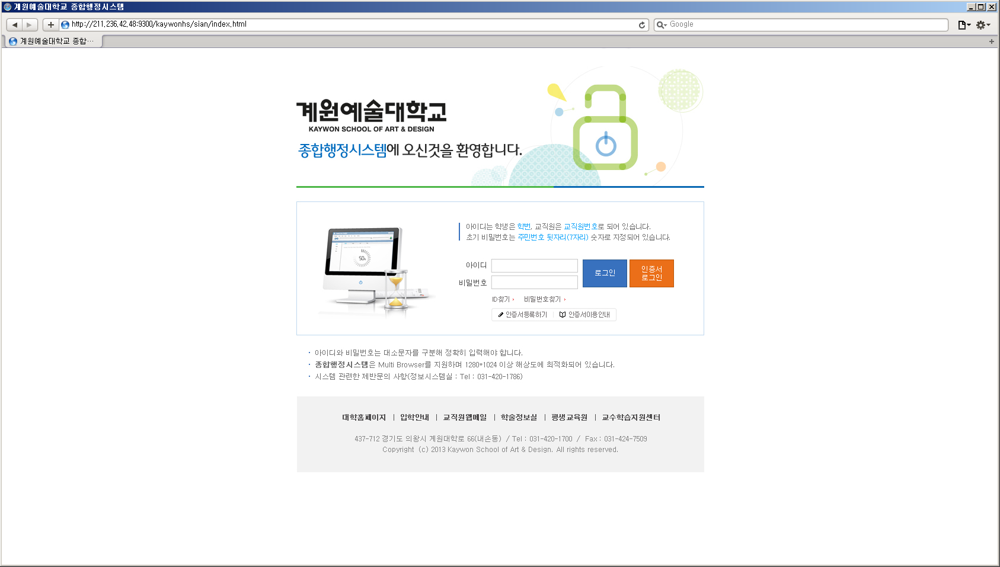 계원예술대학교 종합행정시스템
http://211.236.42.48:9300/kaywonhs/sian/index.html
Google
계원예술대학교 종합…
계원예술대학교
KAYWON SCHOOL OF ART & DESIGN
종합행정시스템에 오신것을 환영합니다.
아이디는 학생은 학번, 교직원은 교직원번호로 되어 있습니다.
초기 비밀번호는 주민번호 뒷자리(7자리) 숫자로 지정되어 있습니다.
50%
아이디
비밀번호
로그인
인증서
로그인
ID찾기 비밀번호찾기
인증서등록하기 | 인증서이용안내
· 아이디와 비밀번호는 대소문자를 구분해 정확히 입력해야 합니다.
· 종합행정시스템은 Multi Browser를 지원하며 1280*1024 이상 해상도에 최적화되어 있습니다.
· 시스템 관련한 제반문의 사항(정보시스템실 : Tel : 031-420-1786)
대학홈페이지 | 입학안내 | 교직원웹메일 | 학술정보실 | 평생교육원 | 교수학습지원센터
437-712 경기도 의왕시 계원대학로 66(내손동) / Tel : 031-420-1700 / Fax : 031-424-7509
Copyright (c) 2013 Kaywon School of Art & Design. All rights reserved.